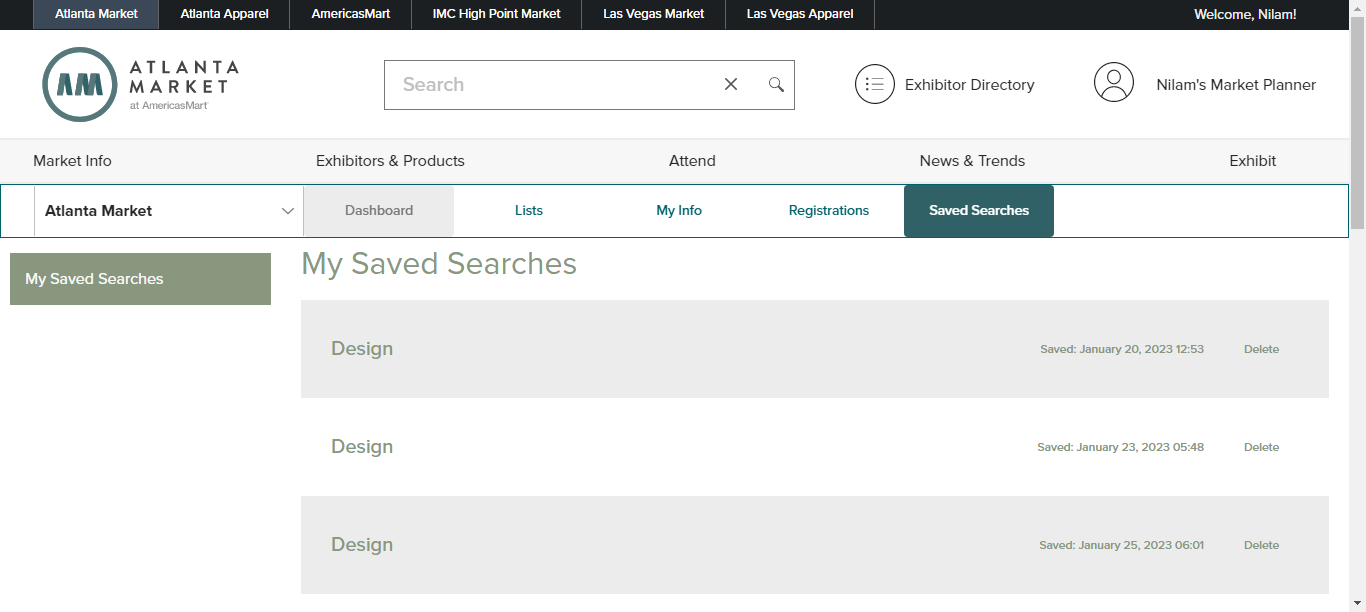 Atlanta Market Atlanta Apparel AmericasMart IMC High Point Market Las Vegas Market Las Vegas Apparel Welcome, Nilam!
AM ATLANTA
MARKET
at AmericasMart
Search Exhibitor Directory Nilam's Market Planner
Market Info Exhibitors & Products Attend News & Trends Exhibit
Atlanta Market Dashboard Lists My Info Registrations Saved Searches
My Saved Searches
My Saved Searches
Design Saved: January 20, 2023 12:53 Delete
Design Saved: January 23, 2023 05:48 Delete
Design Saved: January 25, 2023 06:01 Delete